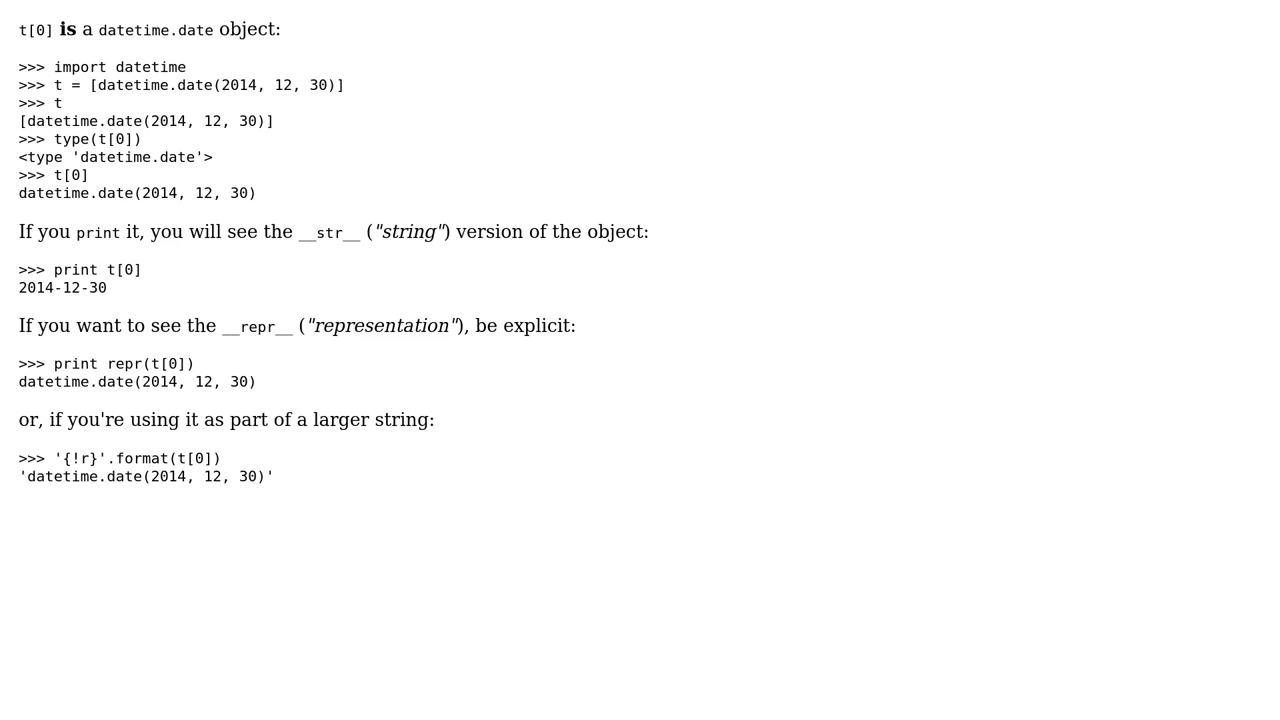 t[0] is a datetime.date object:
>>> import datetime
>>> t = [datetime.date(2014, 12, 30)]
>>> t
[datetime.date(2014, 12, 30)]
>>> type(t[0])
<type 'datetime.date'>
>>> t[0]
datetime.date(2014, 12, 30)
If you print it, you will see the __str__ ("string") version of the object:
>>> print t[0]
2014-12-30
If you want to see the __repr__ ("representation"), be explicit:
>>> print repr(t[0])
datetime.date(2014, 12, 30)
or, if you're using it as part of a larger string:
>>> '{!r}'.format(t[0])
'datetime.date(2014, 12, 30)'